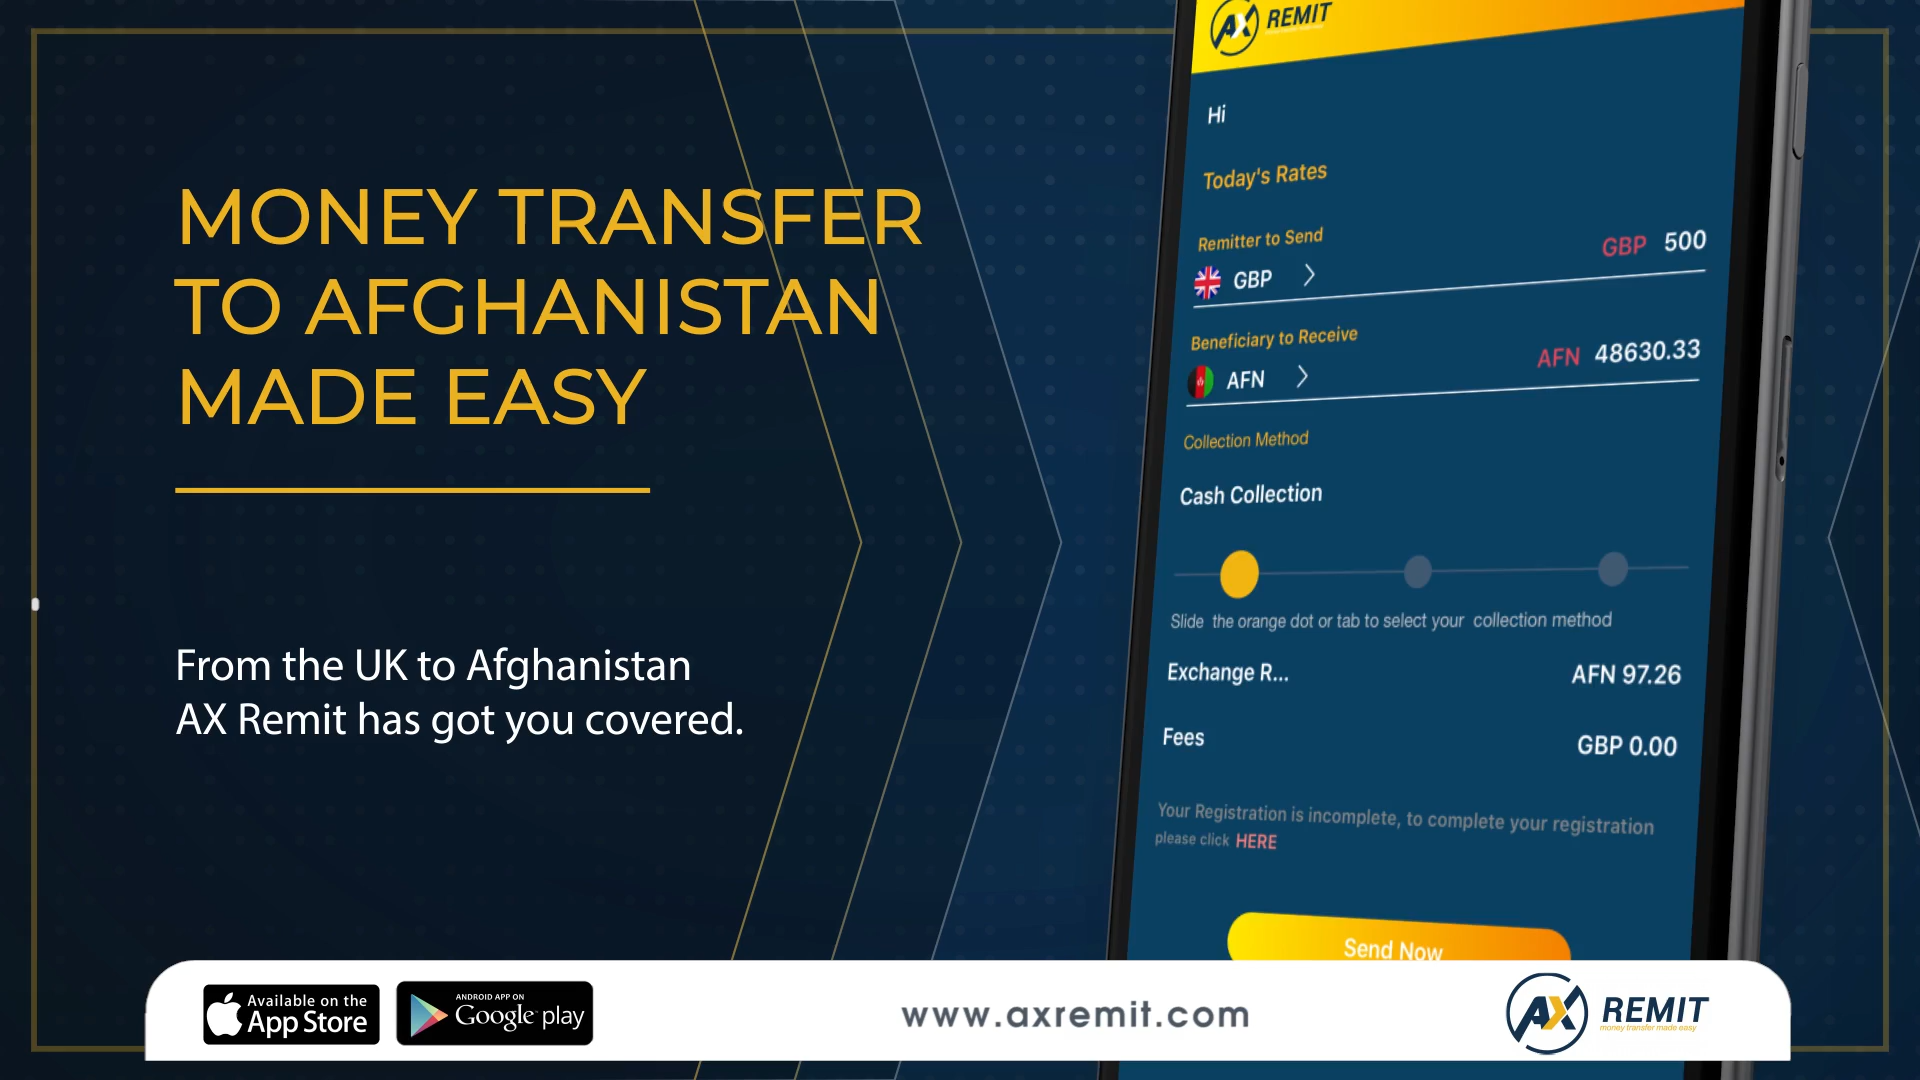 MONEY TRANSFER
TO AFGHANISTAN
MADE EASY
From the UK to Afghanistan
AX Remit has got you covered.
AX REMIT
Hi
Today's Rates
Remitter to Send
GBP > GBP 500
Beneficiary to Receive
AFN > AFN 48630.33
Collection Method
Cash Collection
Slide the orange dot or tab to select your collection method
Exchange R... AFN 97.26
Fees GBP 0.00
Your Registration is incomplete, to complete your registration
please click HERE
Send Now
Available on the
App Store
ANDROID APP ON
Google play
www.axremit.com
AX REMIT
money transfer made easy